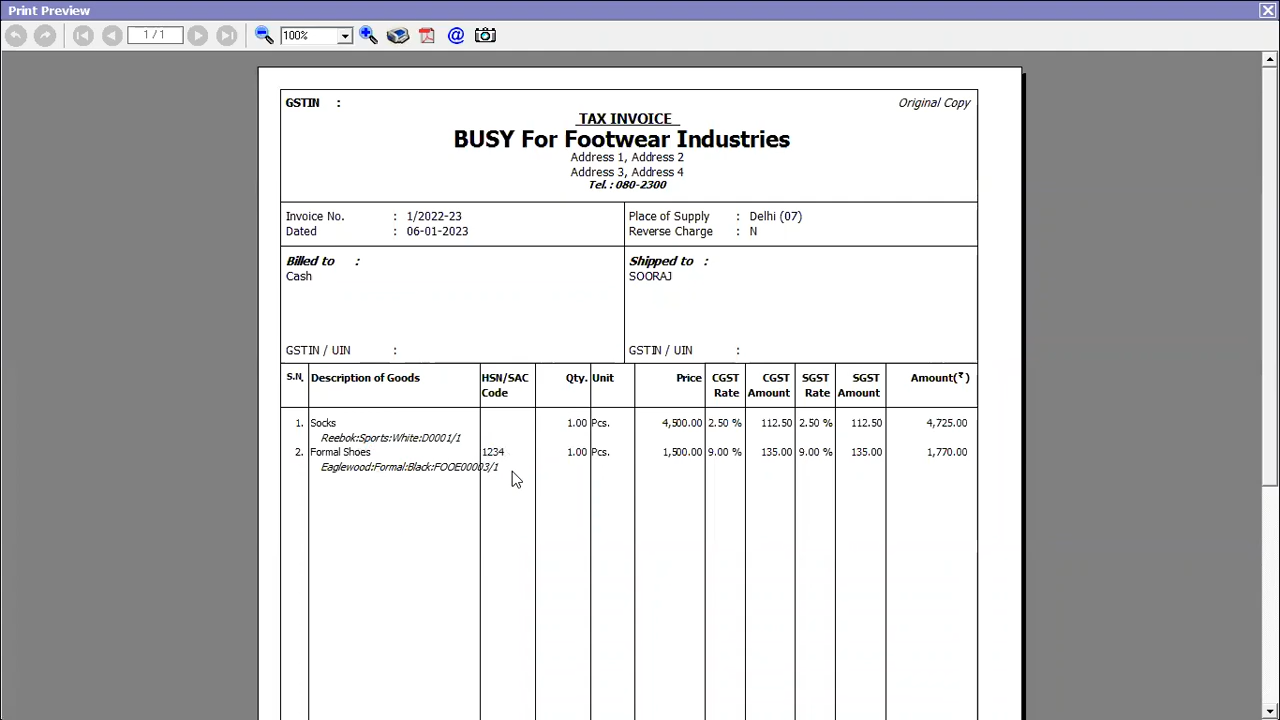 Print Preview
1 / 1
100%
GSTIN :
Original Copy
TAX INVOICE
BUSY For Footwear Industries
Address 1, Address 2
Address 3, Address 4
Tel. : 080-2300
Invoice No. : 1/2022-23
Dated : 06-01-2023
Place of Supply : Delhi (07)
Reverse Charge : N
Billed to :
Cash
GSTIN / UIN :
Shipped to :
SOORAJ
GSTIN / UIN :
S.N. Description of Goods HSN/SAC Code Qty. Unit Price CGST Rate CGST Amount SGST Rate SGST Amount Amount(₹)
1. Socks 1.00 Pcs. 4,500.00 2.50 % 112.50 2.50 % 112.50 4,725.00
Reebok:Sports:White:D0001/1
2. Formal Shoes 1234 1.00 Pcs. 1,500.00 9.00 % 135.00 9.00 % 135.00 1,770.00
Eaglewood:Formal:Black:FOOE00003/1